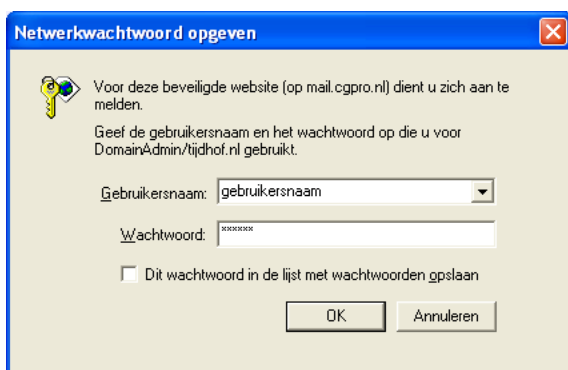 Netwerkwachtwoord opgeven
Voor deze beveiligde website (op mail.cgpro.nl) dient u zich aan te
melden.
Geef de gebruikersnaam en het wachtwoord op die u voor
DomainAdmin/tijdhof.nl gebruikt.
Gebruikersnaam: gebruikersnaam
Wachtwoord: ******
Dit wachtwoord in de lijst met wachtwoorden opslaan
OK Annuleren